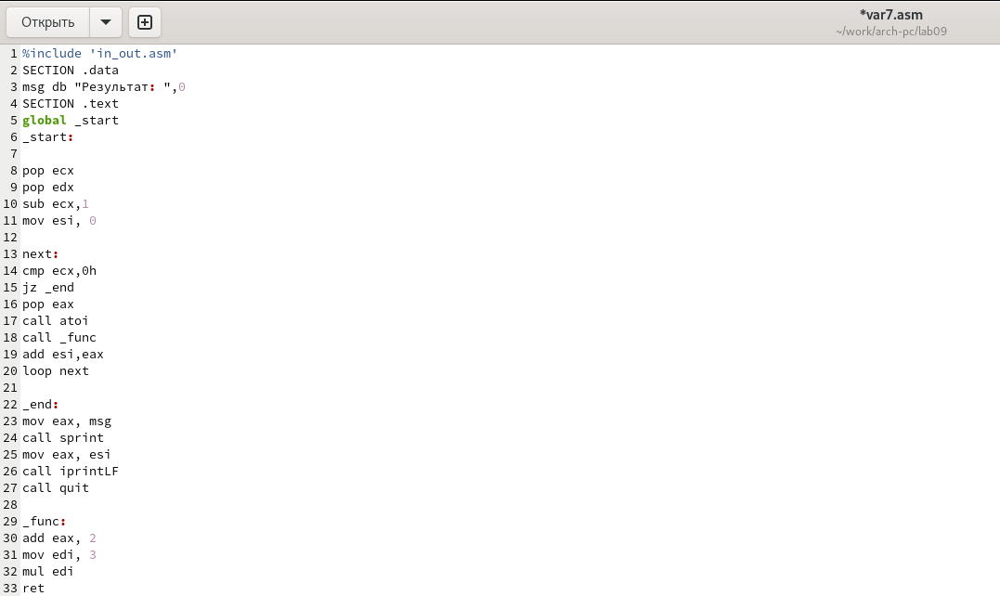 Открыть
*var7.asm
~/work/arch-pc/lab09
1 %include 'in_out.asm'
2 SECTION .data
3 msg db "Результат: ",0
4 SECTION .text
5 global _start
6 _start:
7
8 pop ecx
9 pop edx
10 sub ecx,1
11 mov esi, 0
12
13 next:
14 cmp ecx,0h
15 jz _end
16 pop eax
17 call atoi
18 call _func
19 add esi,eax
20 loop next
21
22 _end:
23 mov eax, msg
24 call sprint
25 mov eax, esi
26 call iprintLF
27 call quit
28
29 _func:
30 add eax, 2
31 mov edi, 3
32 mul edi
33 ret